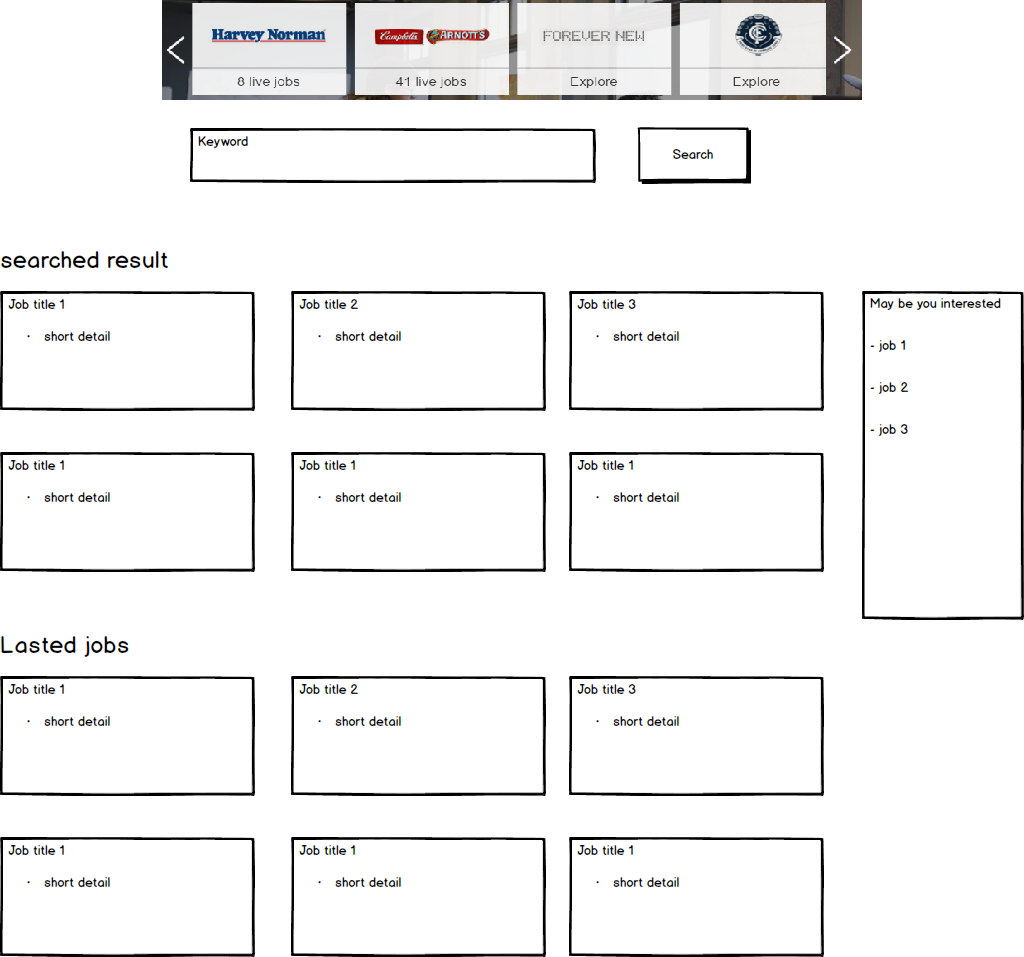 Harvey Norman
Campbells ARNOTTS
FOREVER NEW
CFC
8 live jobs
41 live jobs
Explore
Explore
Keyword
Search
searched result
Job title 1
· short detail
Job title 2
· short detail
Job title 3
· short detail
May be you interested
- job 1
- job 2
- job 3
Job title 1
· short detail
Job title 1
· short detail
Job title 1
· short detail
Lasted jobs
Job title 1
· short detail
Job title 2
· short detail
Job title 3
· short detail
Job title 1
· short detail
Job title 1
· short detail
Job title 1
· short detail